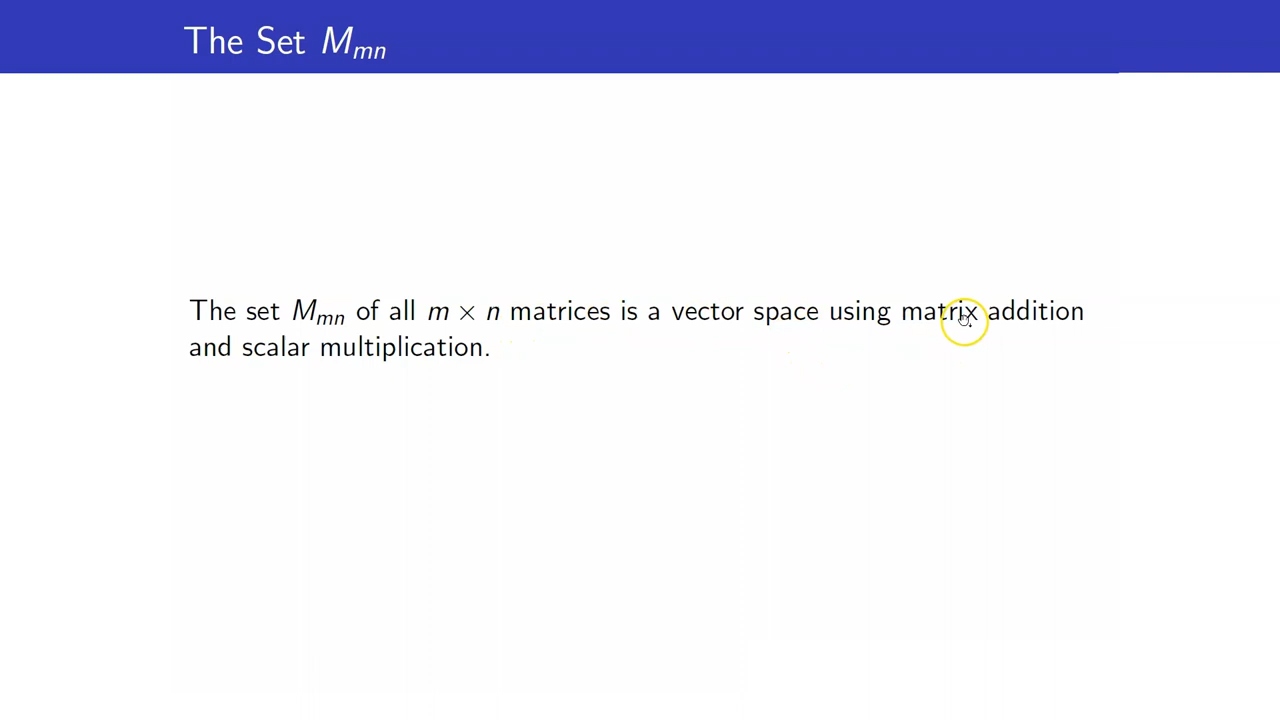 The Set Mmn
The set Mmn of all m × n matrices is a vector space using matrix addition
and scalar multiplication.